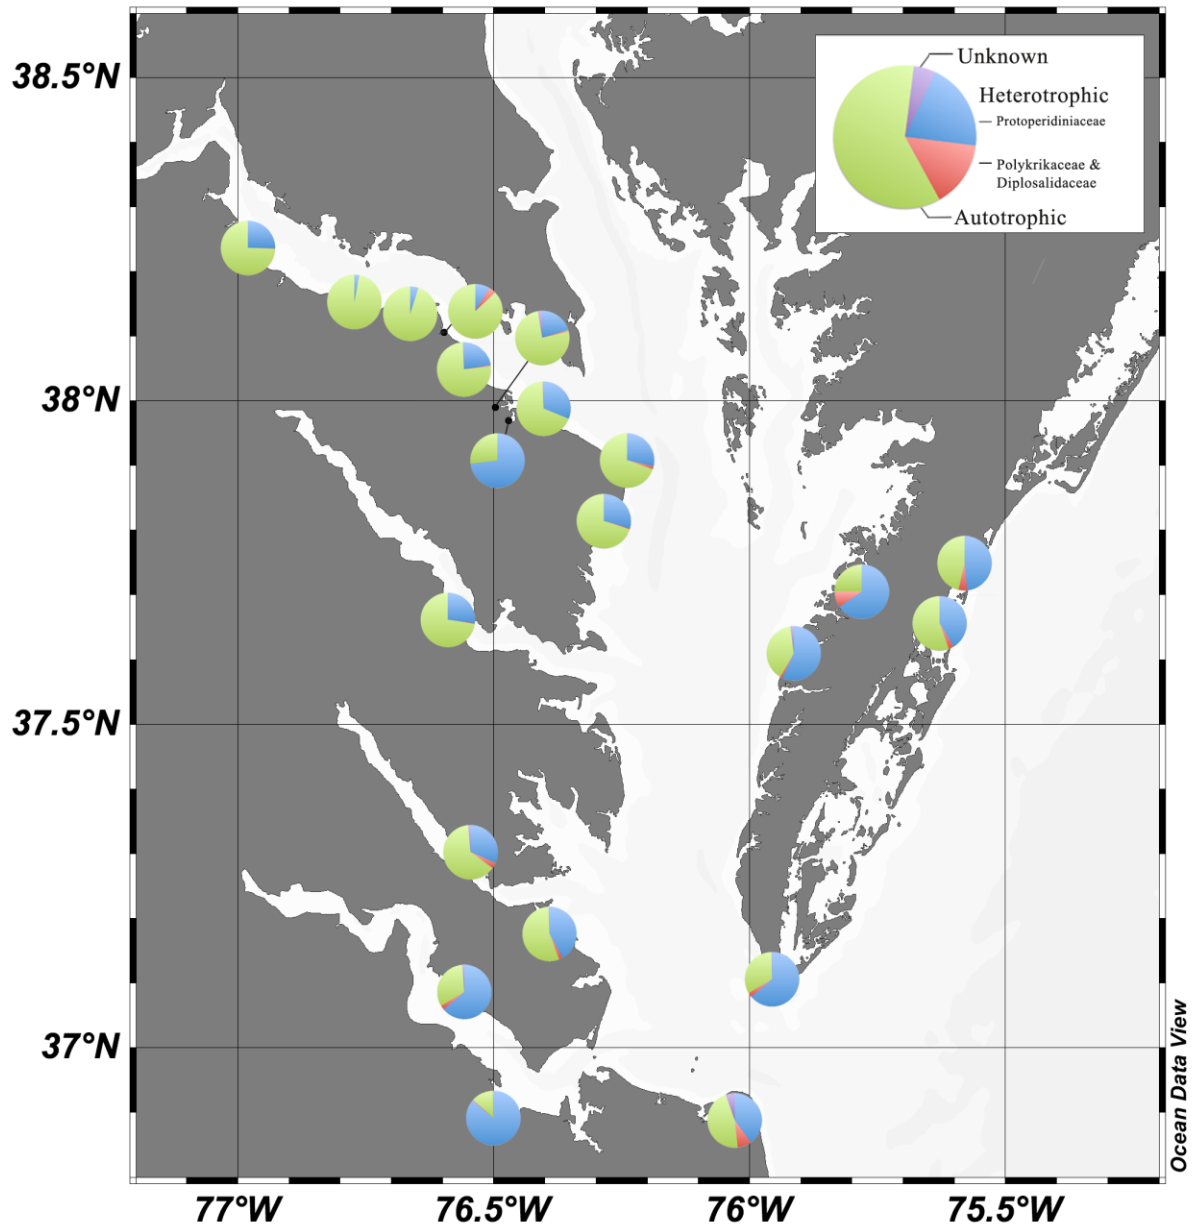 38.5°N
38°N
37.5°N
37°N
77°W
76.5°W
76°W
75.5°W
Unknown
Heterotrophic
Protoperidiniaceae
Polykrikaceae &
Diplosalidaceae
Autotrophic
Ocean Data View